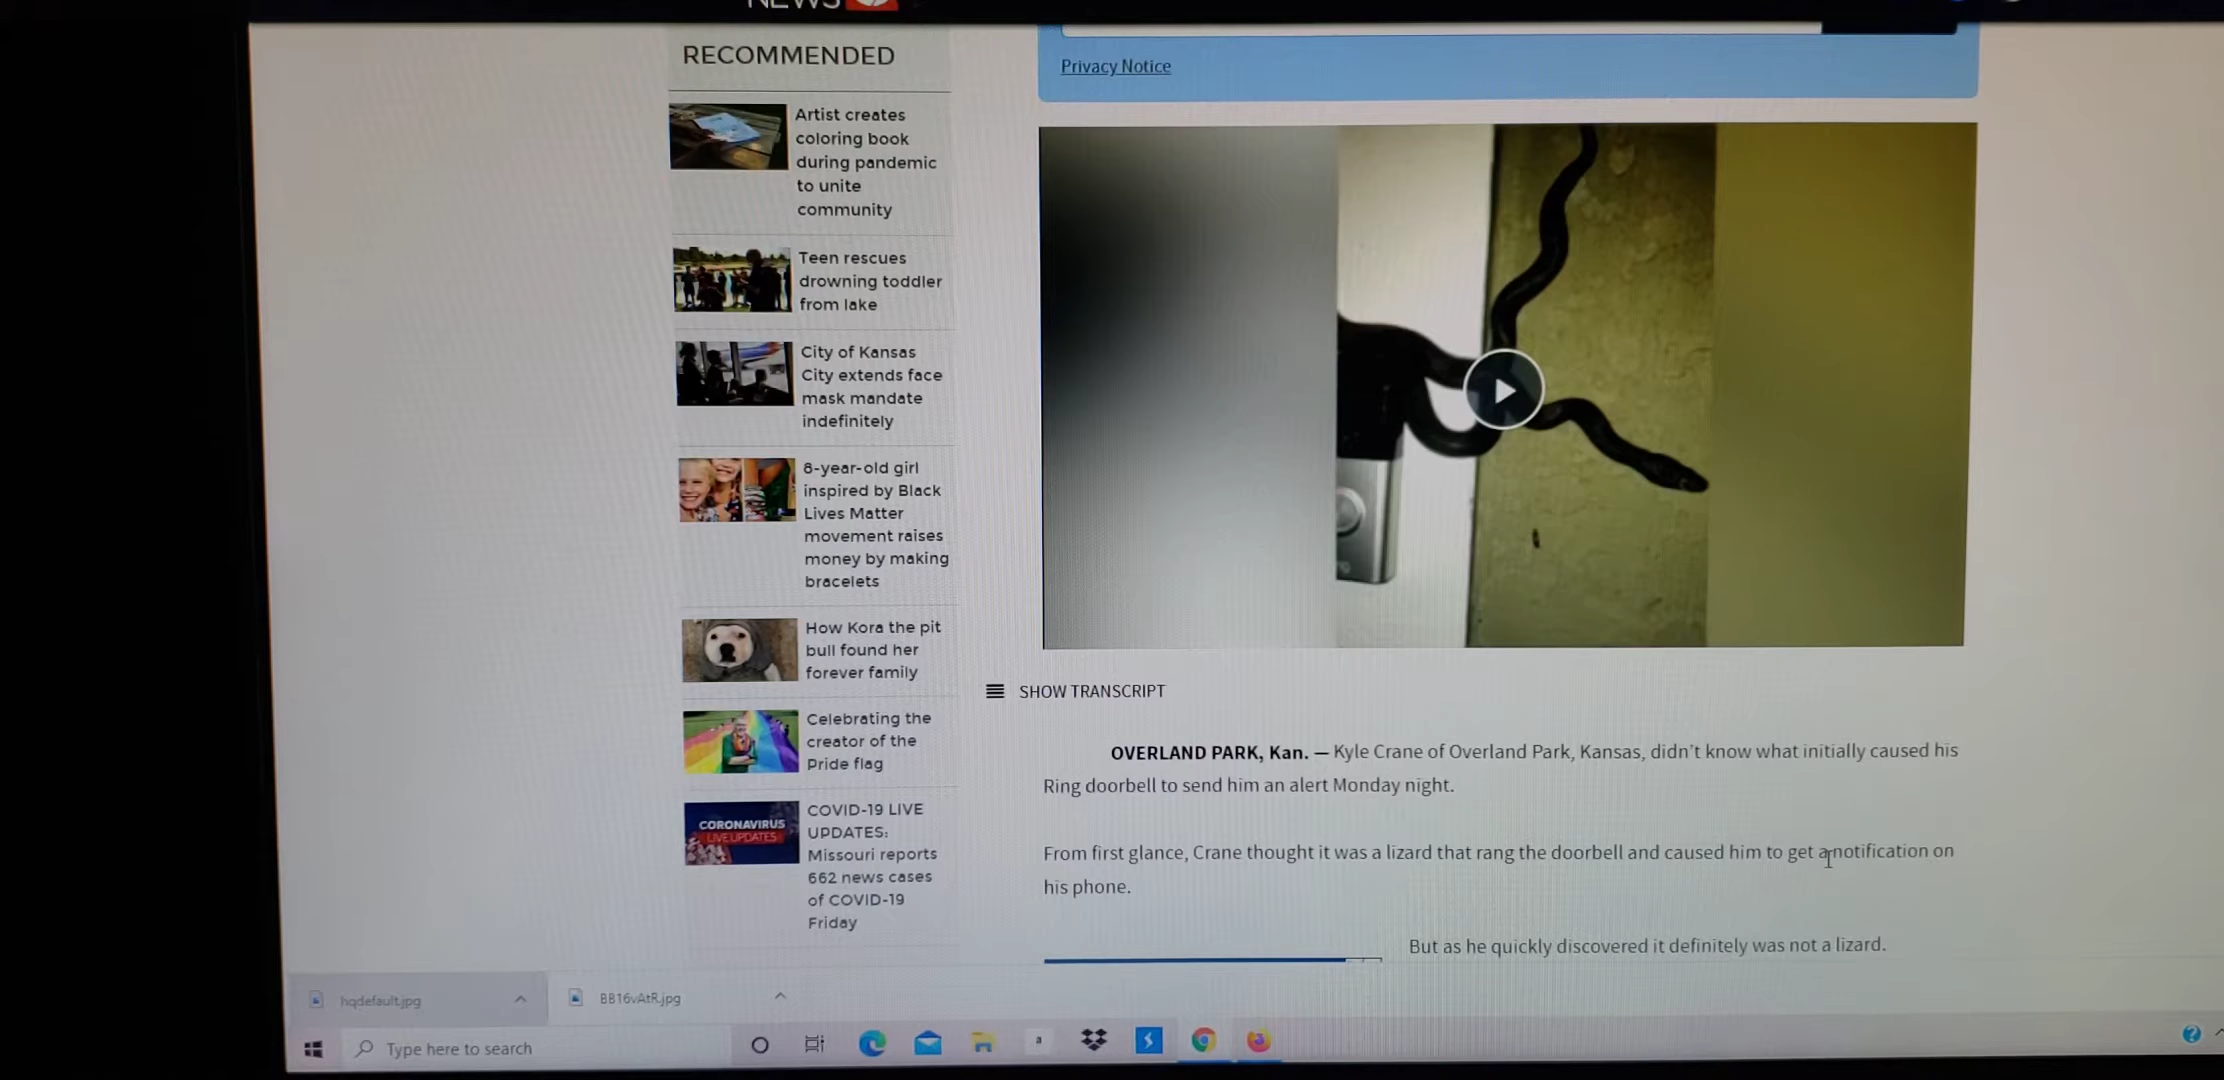 NEWS
RECOMMENDED
Artist creates
coloring book
during pandemic
to unite
community
Teen rescues
drowning toddler
from lake
City of Kansas
City extends face
mask mandate
indefinitely
6-year-old girl
inspired by Black
Lives Matter
movement raises
money by making
bracelets
How Kora the pit
bull found her
forever family
Celebrating the
creator of the
Pride flag
CORONAVIRUS
LIVE UPDATES
COVID-19 LIVE
UPDATES:
Missouri reports
662 news cases
of COVID-19
Friday
Privacy Notice
SHOW TRANSCRIPT
OVERLAND PARK, Kan. — Kyle Crane of Overland Park, Kansas, didn't know what initially caused his
Ring doorbell to send him an alert Monday night.
From first glance, Crane thought it was a lizard that rang the doorbell and caused him to get a notification on
his phone.
But as he quickly discovered it definitely was not a lizard.
hqdefault.jpg
BB16vAtR.jpg
Type here to search
a